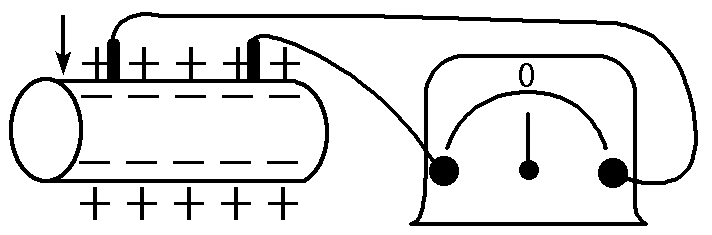 0
+ + + + +
– – – – –
– – – – –
+ + + + +